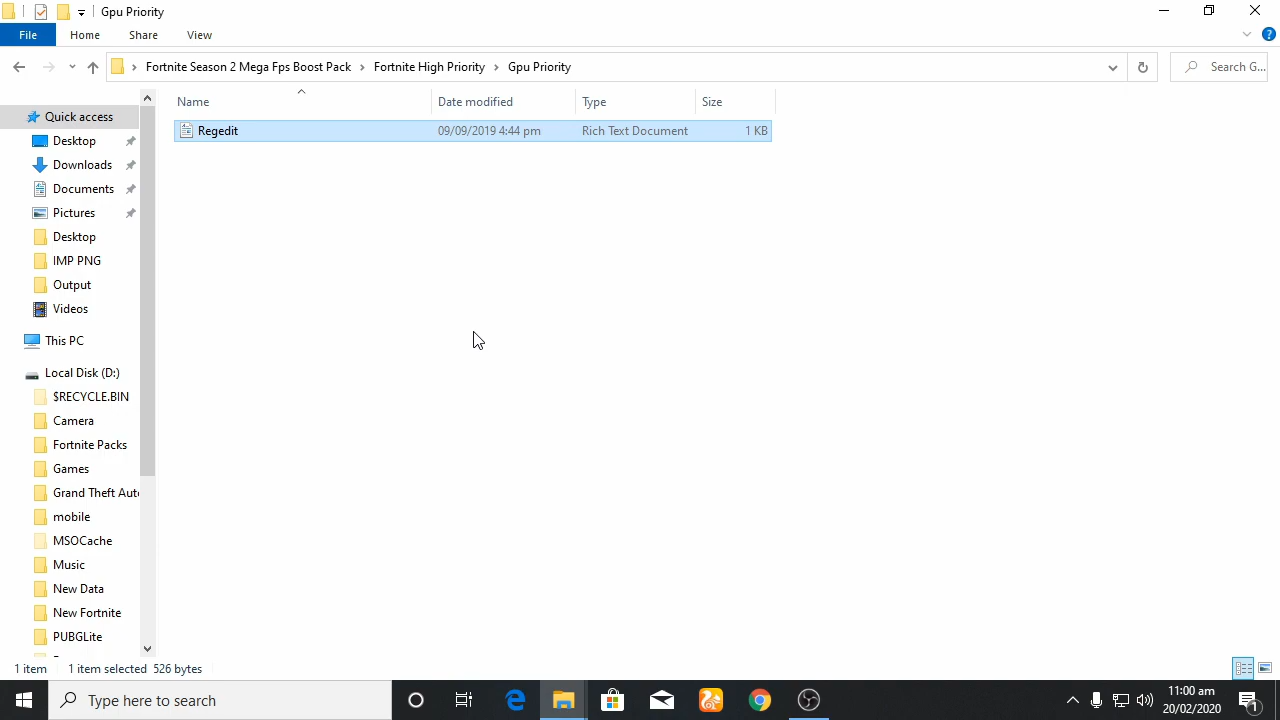 Gpu Priority
File Home Share View
Fortnite Season 2 Mega Fps Boost Pack > Fortnite High Priority > Gpu Priority
Search G...
Name Date modified Type Size
Regedit 09/09/2019 4:44 pm Rich Text Document 1 KB
Quick access
Desktop
Downloads
Documents
Pictures
Desktop
IMP PNG
Output
Videos
This PC
Local Disk (D:)
$RECYCLE.BIN
Camera
Fortnite Packs
Games
Grand Theft Auto
mobile
MSOCache
Music
New Data
New Fortnite
PUBGLite
1 item 1 item selected 526 bytes
Type here to search
11:00 am
20/02/2020
1